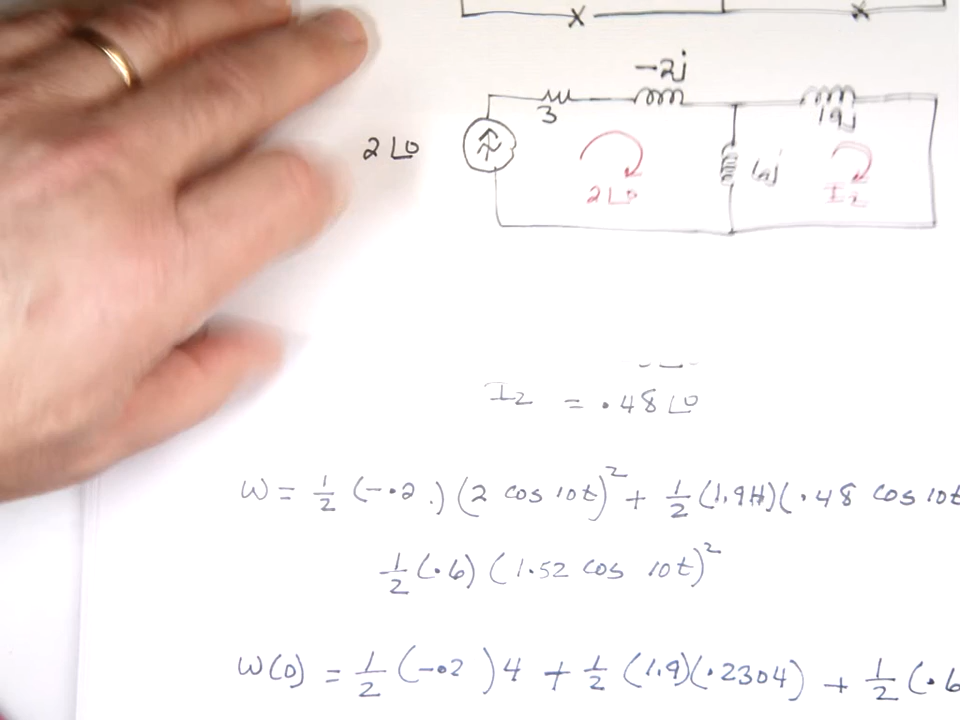 -2j
3
19j
2∠0
6j
2∠0
I₂
I₂ = .48∠0
W = 1/2 (-.2.) (2 cos 10t)² + 1/2 (1.9H)(.48 cos 10t
1/2 (.6) (1.52 cos 10t)²
W(0) = 1/2 (-.02) 4 + 1/2 (1.9)(.2304) + 1/2 (.6